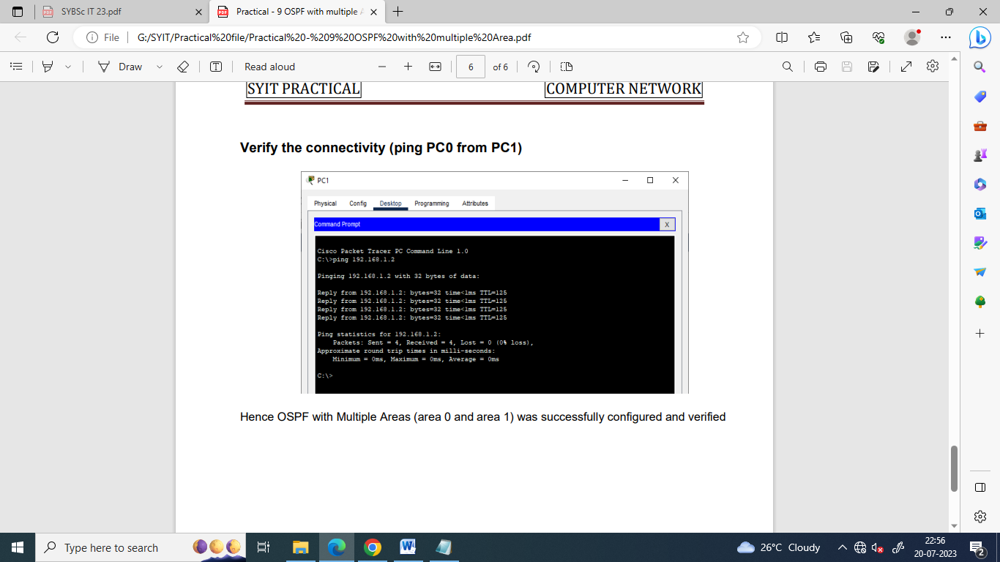 SYBSc IT 23.pdf
Practical - 9 OSPF with multiple A
File
G:/SYIT/Practical%20file/Practical%20-%209%20OSPF%20with%20multiple%20Area.pdf
Draw
Read aloud
6
of 6
SYIT PRACTICAL
COMPUTER NETWORK
Verify the connectivity (ping PC0 from PC1)
PC1
Physical Config Desktop Programming Attributes
Command Prompt
X
Cisco Packet Tracer PC Command Line 1.0
C:\>ping 192.168.1.2
Pinging 192.168.1.2 with 32 bytes of data:
Reply from 192.168.1.2: bytes=32 time<1ms TTL=125
Reply from 192.168.1.2: bytes=32 time<1ms TTL=125
Reply from 192.168.1.2: bytes=32 time<1ms TTL=125
Reply from 192.168.1.2: bytes=32 time<1ms TTL=125
Ping statistics for 192.168.1.2:
Packets: Sent = 4, Received = 4, Lost = 0 (0% loss),
Approximate round trip times in milli-seconds:
Minimum = 0ms, Maximum = 0ms, Average = 0ms
C:\>
Hence OSPF with Multiple Areas (area 0 and area 1) was successfully configured and verified
Type here to search
26°C Cloudy
22:56
20-07-2023
2